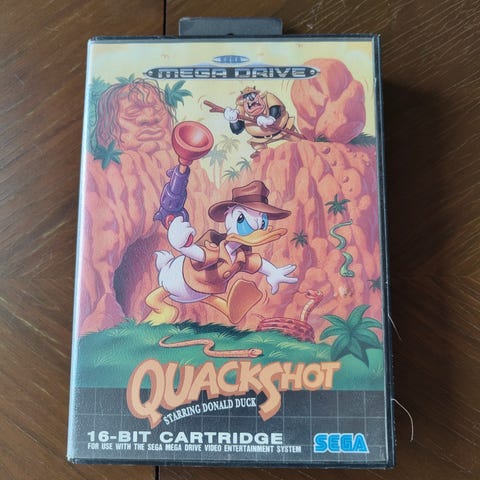 SEGA
MEGA DRIVE
QUACKSHOT
STARRING DONALD DUCK
16-BIT CARTRIDGE
FOR USE WITH THE SEGA MEGA DRIVE VIDEO ENTERTAINMENT SYSTEM
SEGA